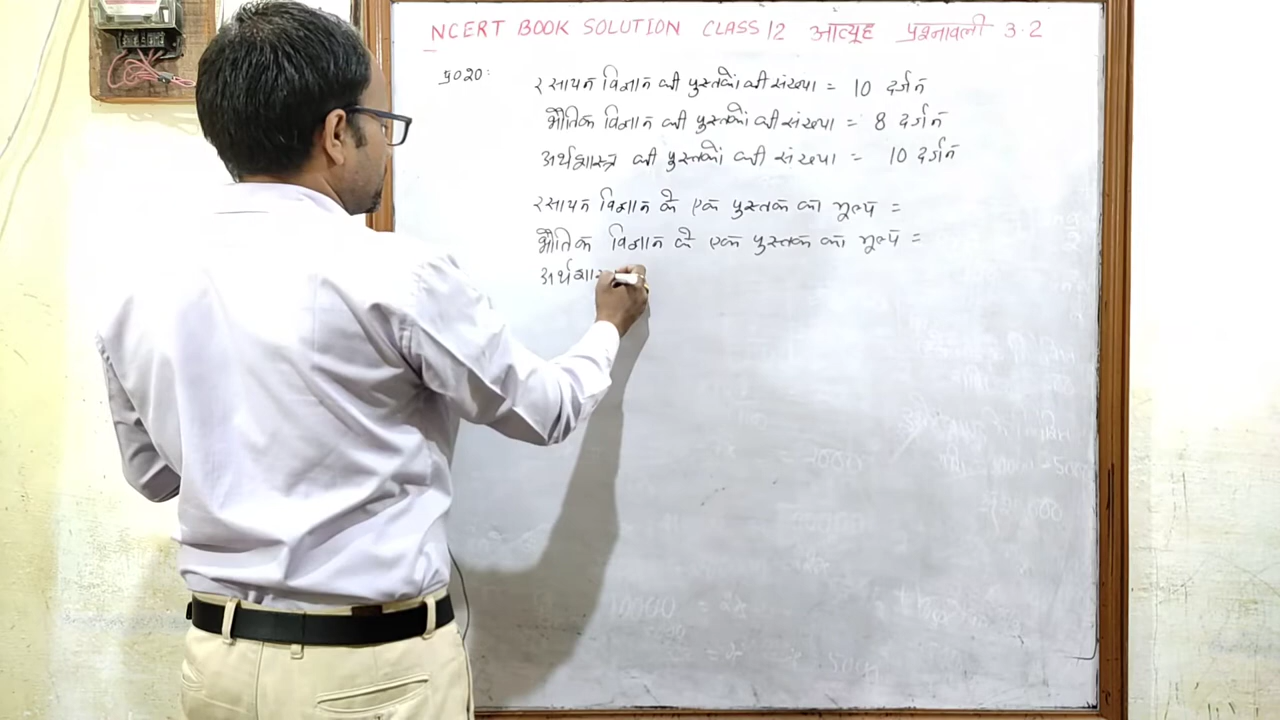 NCERT BOOK SOLUTION CLASS 12 आव्यूह प्रश्नावली 3.2
प्र020:
रसायन विज्ञान की पुस्तकों की संख्या = 10 दर्जन
भौतिक विज्ञान की पुस्तकों की संख्या = 8 दर्जन
अर्थशास्त्र की पुस्तकों की संख्या = 10 दर्जन
रसायन विज्ञान के एक पुस्तक का मूल्य =
भौतिक विज्ञान के एक पुस्तक का मूल्य =
अर्थशास